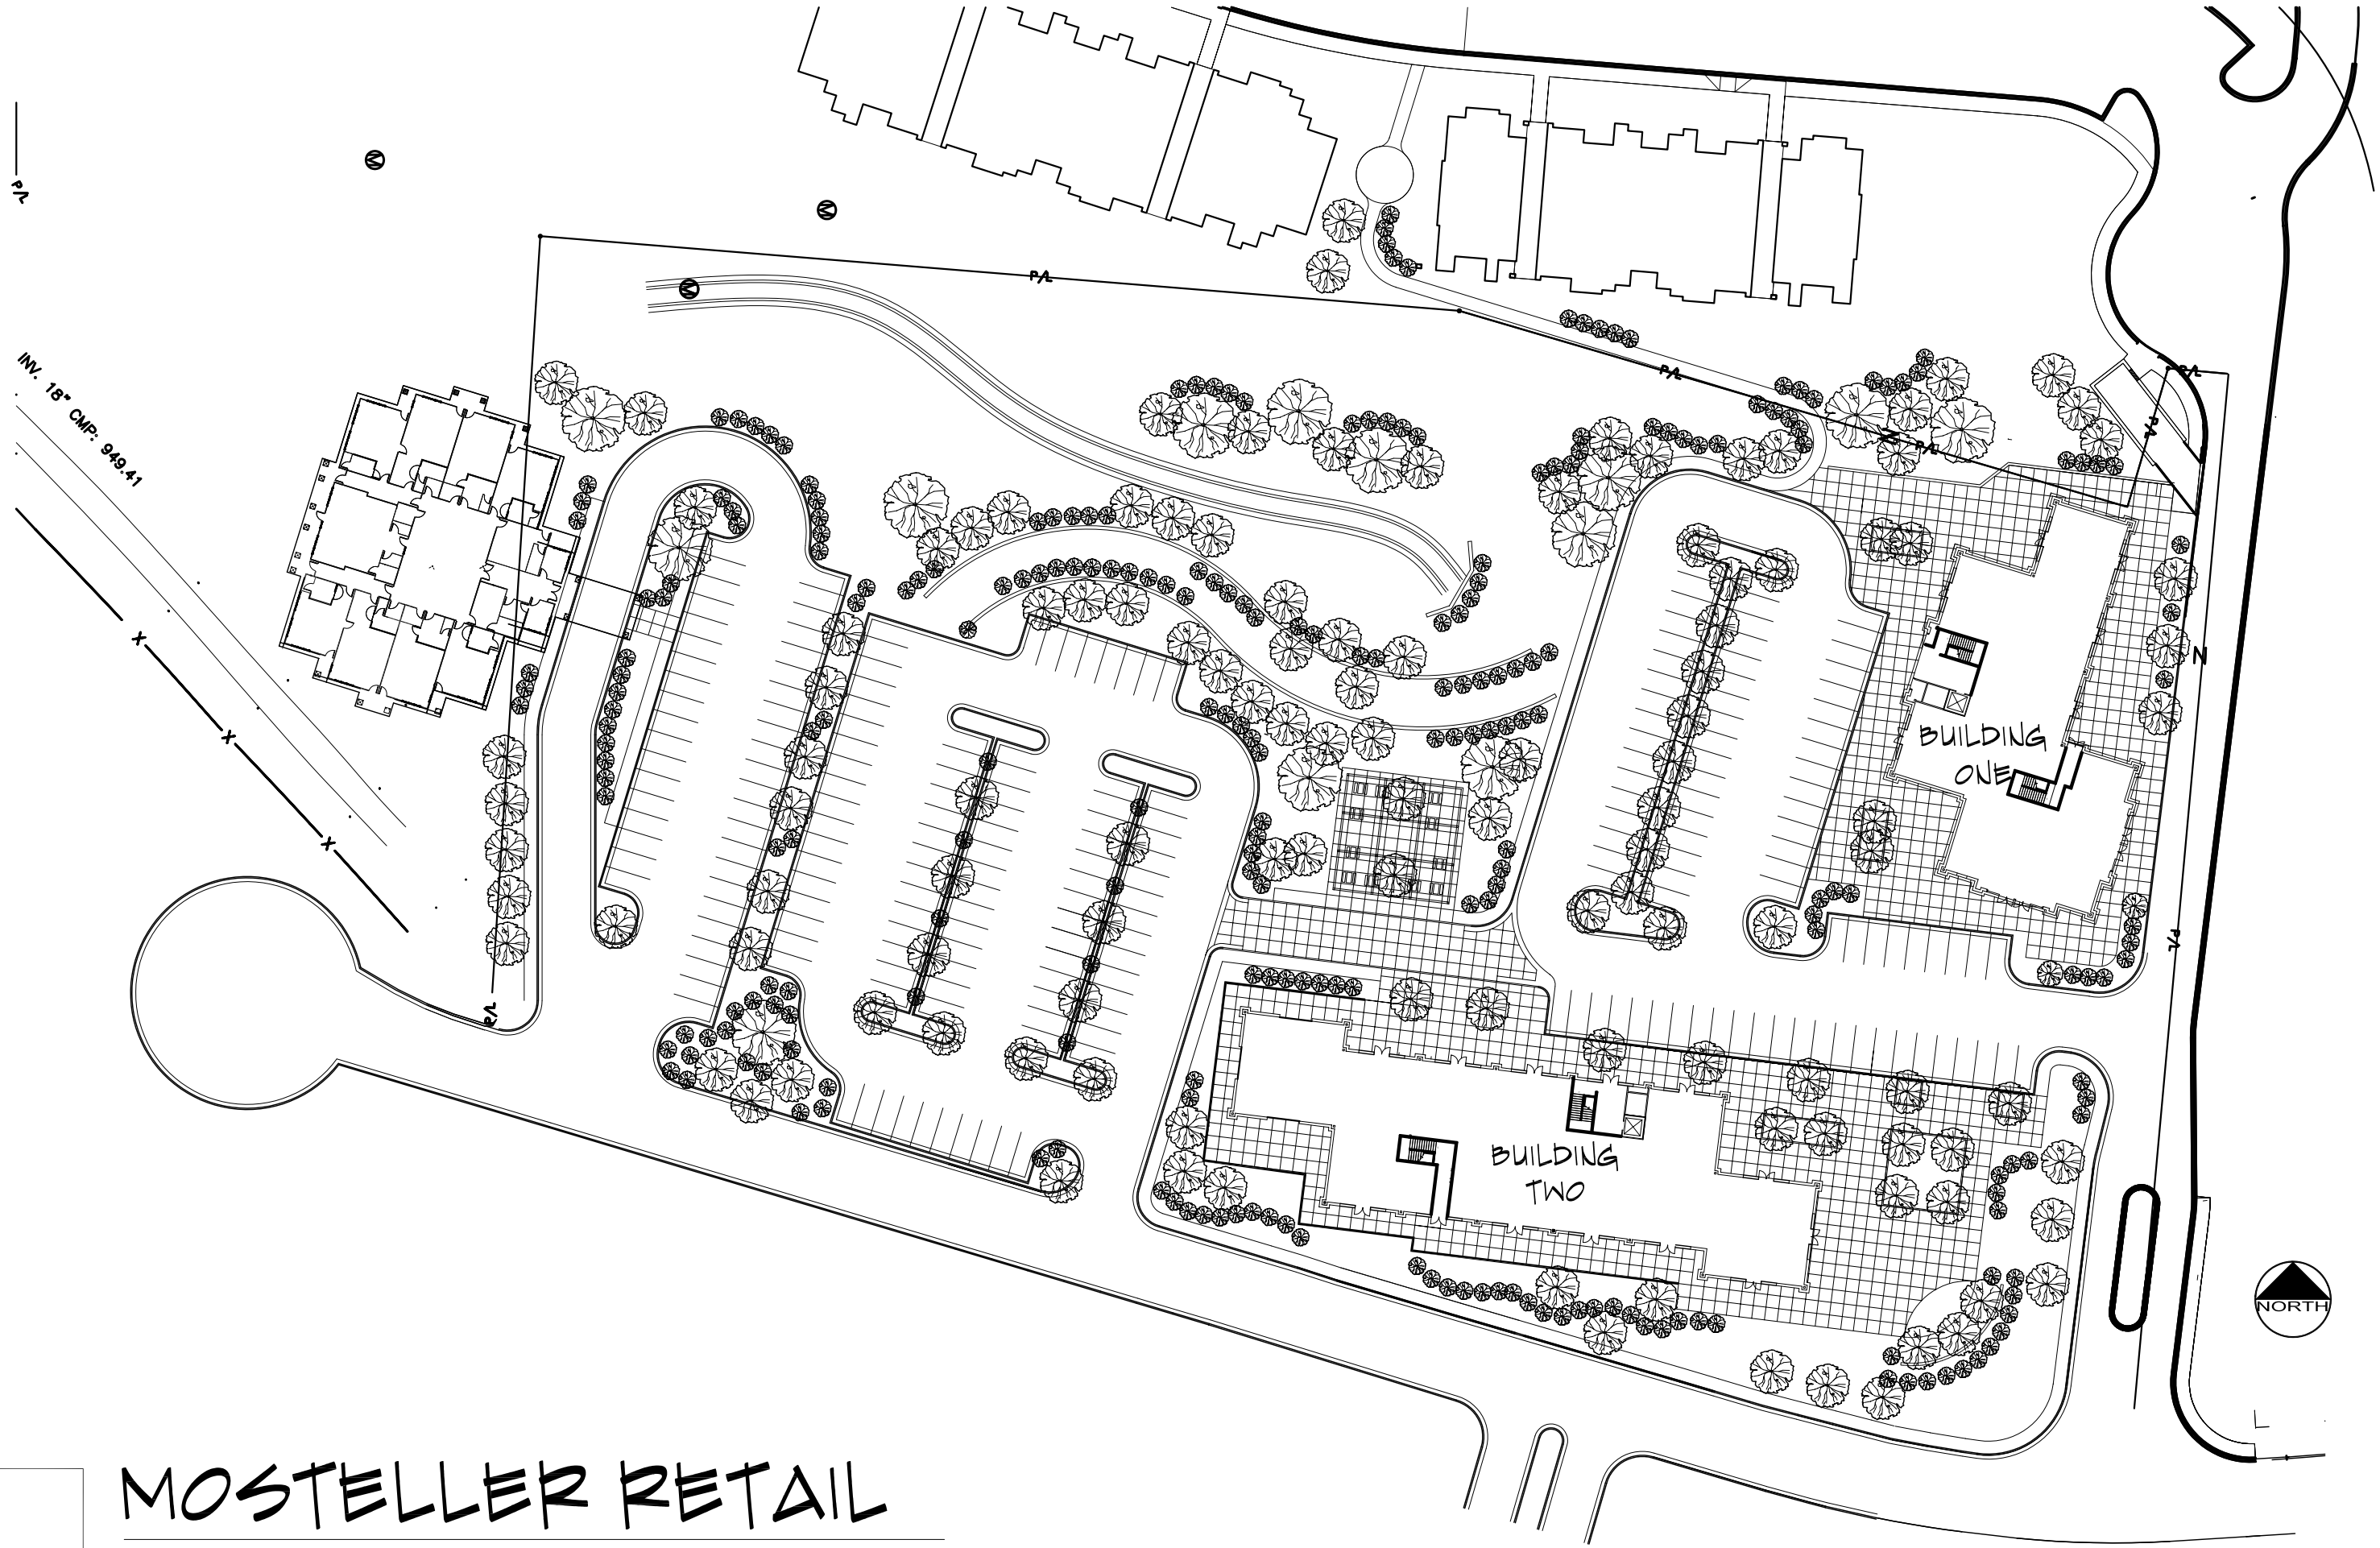 P/L
M
M
M
P/L
INV. 18" CMP: 949.41
P/L
P/L
P/L
P/L
N
N
X
X
X
BUILDING
ONE
P/L
P/L
BUILDING
TWO
NORTH
MOSTELLER RETAIL